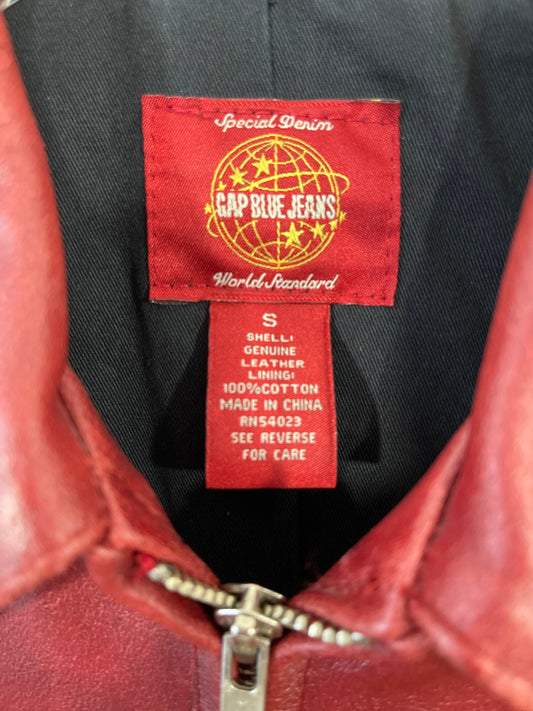 Special Denim
GAP BLUE JEANS
World Standard
S
SHELL:
GENUINE
LEATHER
LINING:
100%COTTON
MADE IN CHINA
RN54023
SEE REVERSE
FOR CARE